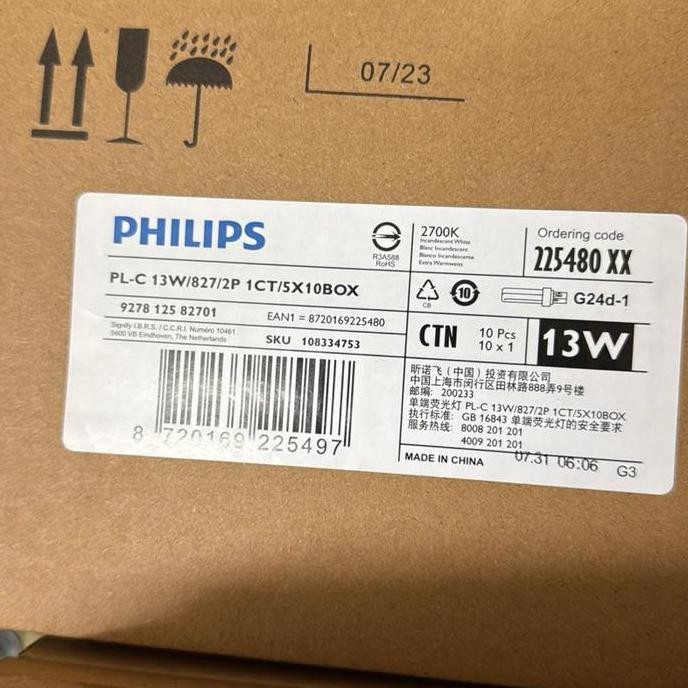 07/23
PHILIPS
R3A588
RoHS
2700K
Incandescent White
Blanc Incandescent
Blanco Incandescente
Extra Warmweiss
Ordering code
225480 XX
PL-C 13W/827/2P 1CT/5X10BOX
CB
10
G24d-1
9278 125 82701
EAN1 = 8720169225480
Signify I.B.R.S. / C.C.R.I. Numéro 10461
5600 VB Eindhoven, The Netherlands
SKU 108334753
CTN
10 Pcs
10 x 1
13W
8 720169 225497
昕诺飞（中国）投资有限公司
中国上海市闵行区田林路888弄9号楼
邮编: 200233
单端荧光灯 PL-C 13W/827/2P 1CT/5X10BOX
执行标准: GB 16843 单端荧光灯的安全要求
服务热线: 8008 201 201
4009 201 201
MADE IN CHINA
07.31 06:06
G3